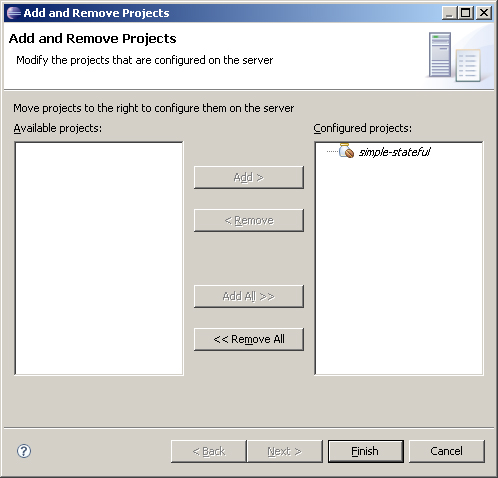 Add and Remove Projects
Add and Remove Projects
Modify the projects that are configured on the server
Move projects to the right to configure them on the server
Available projects:
Configured projects:
simple-stateful
Add >
< Remove
Add All >>
<< Remove All
?
< Back
Next >
Finish
Cancel